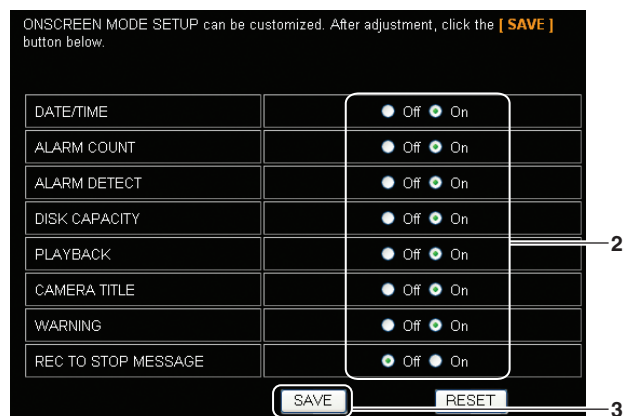 ONSCREEN MODE SETUP can be customized. After adjustment, click the [ SAVE ]
button below.
DATE/TIME Off On
ALARM COUNT Off On
ALARM DETECT Off On
DISK CAPACITY Off On
PLAYBACK Off On
2
CAMERA TITLE Off On
WARNING Off On
REC TO STOP MESSAGE Off On
SAVE RESET
3